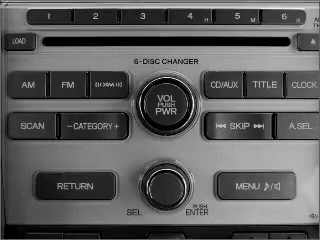 1 2 3 4 R 5 M 6 R
LOAD
6-DISC CHANGER
AM FM VOL PUSH PWR CD/AUX TITLE CLOCK
SCAN −CATEGORY+ SKIP A.SEL
RETURN MENU
SEL PUSH ENTER